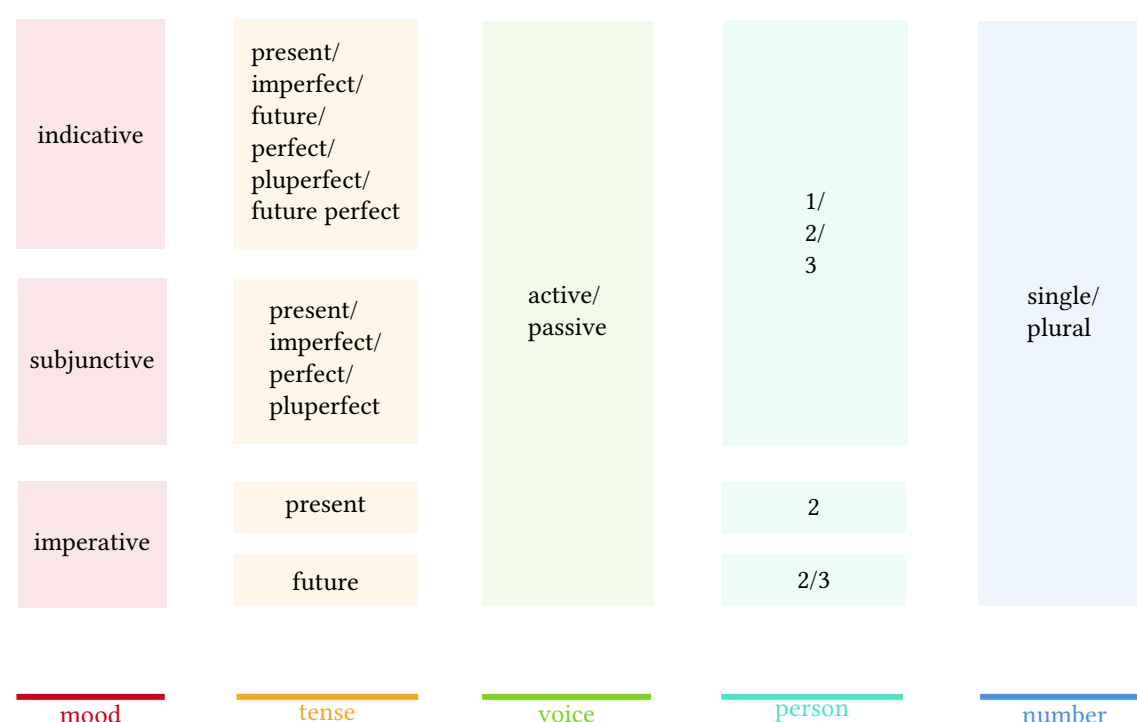 indicative
present/
imperfect/
future/
perfect/
pluperfect/
future perfect
subjunctive
present/
imperfect/
perfect/
pluperfect
imperative
present
future
active/
passive
1/
2/
3
2
2/3
single/
plural
mood
tense
voice
person
number